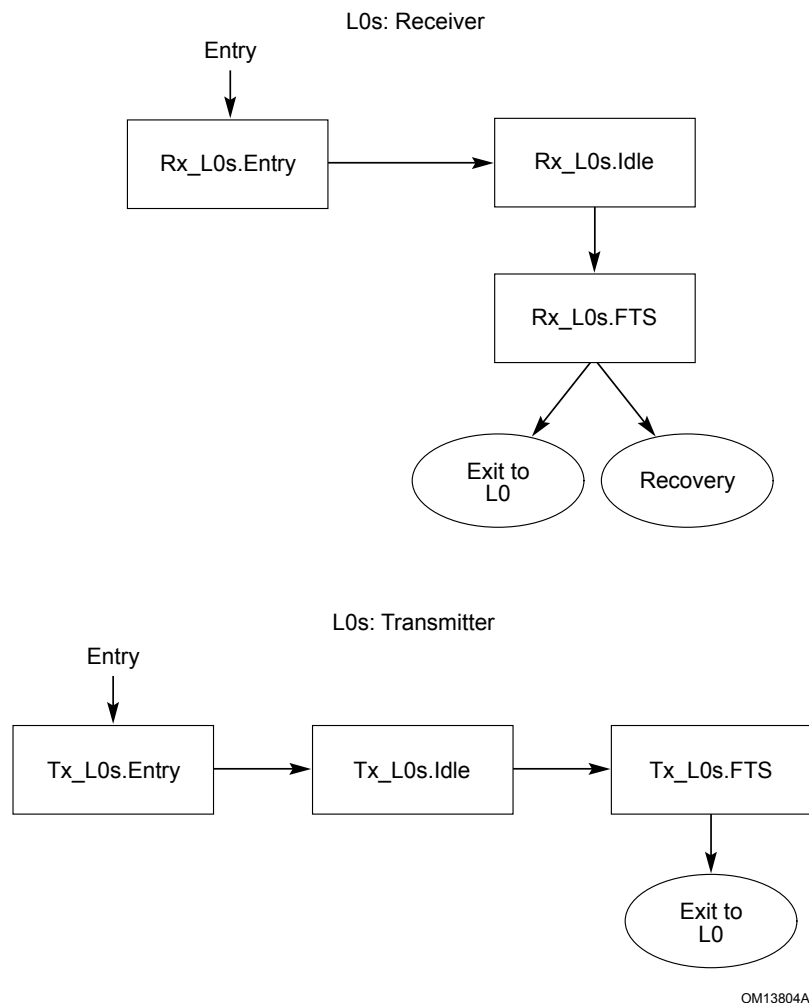 L0s: Receiver
Entry
Rx_L0s.Entry
Rx_L0s.Idle
Rx_L0s.FTS
Exit to
L0
Recovery
L0s: Transmitter
Entry
Tx_L0s.Entry
Tx_L0s.Idle
Tx_L0s.FTS
Exit to
L0
OM13804A